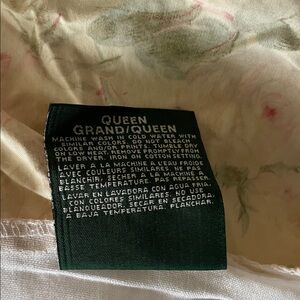 QUEEN
GRAND/QUEEN
MACHINE WASH IN COLD WATER WITH
SIMILAR COLORS. DO NOT BLEACH
COLORS AND/OR PRINTS. TUMBLE DRY
ON LOW HEAT. REMOVE PROMPTLY FROM
THE DRYER. IRON ON COTTON SETTING.
LAVER A LA MACHINE A L'EAU FROIDE
AVEC COULEURS SIMILAIRES. NE PAS
BLANCHIR. SECHER A LA MACHINE A
BASSE TEMPERATURE. PAS REPASSER.
LAVAR EN LAVADORA CON AGUA FRIA.
CON COLORES SIMILARES. NO USE
BLANQUEADOR. SECAR EN SECADORA.
A BAJA TEMPERATURA. PLANCHAR.